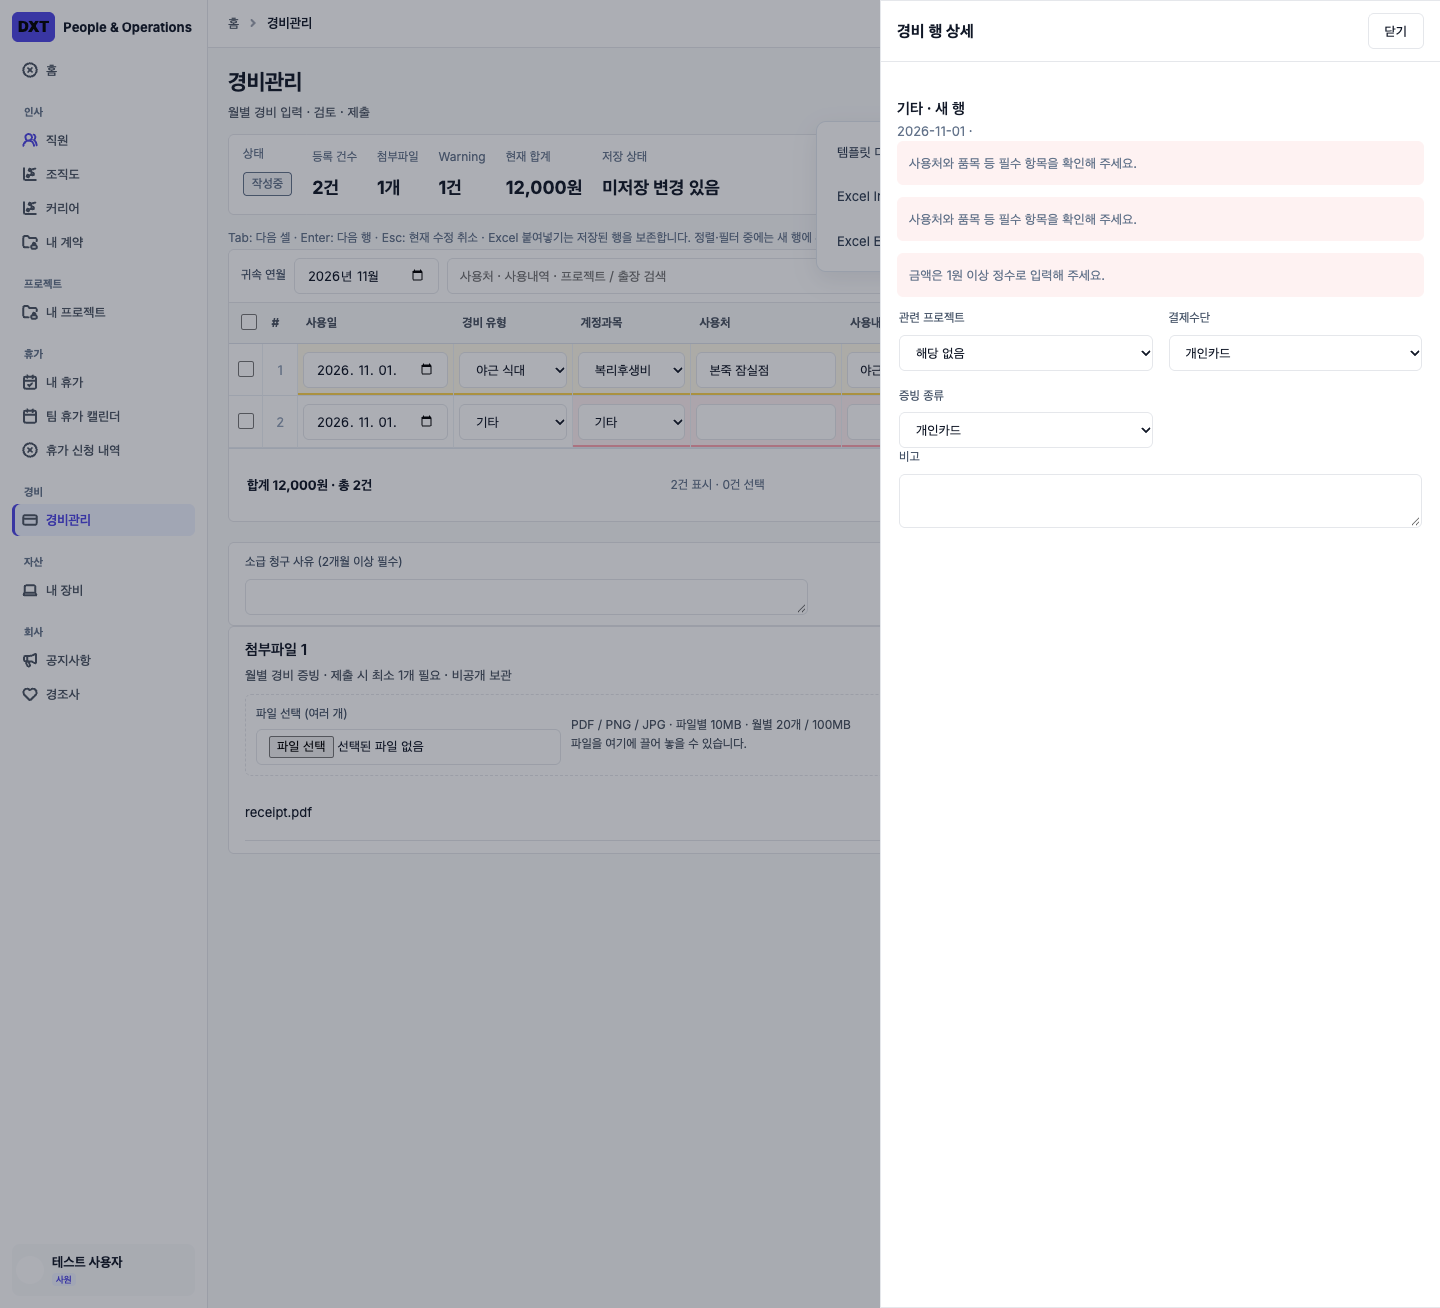 DXT People & Operations
홈
인사
직원
조직도
커리어
내 계약
프로젝트
내 프로젝트
휴가
내 휴가
팀 휴가 캘린더
휴가 신청 내역
경비
경비관리
자산
내 장비
회사
공지사항
경조사
테스트 사용자
사원
홈 경비관리
경비관리
월별 경비 입력 · 검토 · 제출
상태 등록 건수 첨부파일 Warning 현재 합계 저장 상태
작성중 2건 1개 1건 12,000원 미저장 변경 있음
템플릿
Excel
Excel
Tab: 다음 셀 · Enter: 다음 행 · Esc: 현재 수정 취소 · Excel 붙여넣기는 저장된 행을 보존합니다. 정렬·필터 중에는 새 행에
귀속 연월 2026년 11월 사용처 · 사용내역 · 프로젝트 / 출장 검색
# 사용일 경비 유형 계정과목 사용처 사용내
1 2026. 11. 01. 야근 식대 복리후생비 본죽 잠실점 야근
2 2026. 11. 01. 기타 기타
합계 12,000원 · 총 2건 2건 표시 · 0건 선택
소급 청구 사유 (2개월 이상 필수)
첨부파일 1
월별 경비 증빙 · 제출 시 최소 1개 필요 · 비공개 보관
파일 선택 (여러 개)
파일 선택 선택된 파일 없음
PDF / PNG / JPG · 파일별 10MB · 월별 20개 / 100MB
파일을 여기에 끌어 놓을 수 있습니다.
receipt.pdf
경비 행 상세 닫기
기타 · 새 행
2026-11-01 ·
사용처와 품목 등 필수 항목을 확인해 주세요.
사용처와 품목 등 필수 항목을 확인해 주세요.
금액은 1원 이상 정수로 입력해 주세요.
관련 프로젝트 결제수단
해당 없음 개인카드
증빙 종류
개인카드
비고